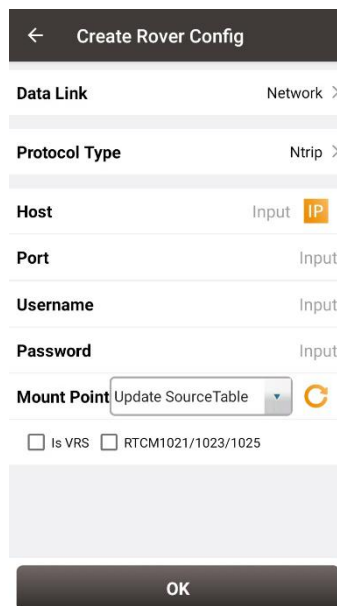 Create Rover Config
Data Link Network
Protocol Type Ntrip
Host Input IP
Port Input
Username Input
Password Input
Mount Point Update SourceTable
Is VRS RTCM1021/1023/1025
OK